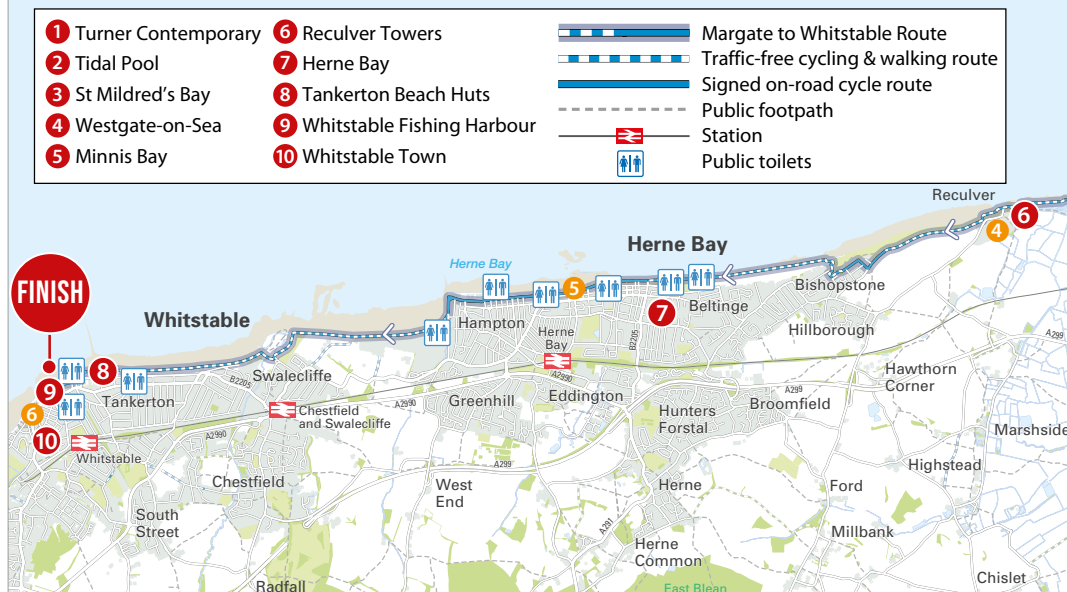 1 Turner Contemporary
2 Tidal Pool
3 St Mildred’s Bay
4 Westgate-on-Sea
5 Minnis Bay
6 Reculver Towers
7 Herne Bay
8 Tankerton Beach Huts
9 Whitstable Fishing Harbour
10 Whitstable Town
Margate to Whitstable Route
Traffic-free cycling & walking route
Signed on-road cycle route
Public footpath
Station
Public toilets
Reculver
6
4
Herne Bay
Herne Bay
5
Bishopstone
FINISH
Whitstable
Hampton
7
Beltinge
Hillborough
Herne
Bay
B2205
A299
8
9
Tankerton
B2205
Swalecliffe
A2990
Hawthorn
Corner
6
10
Whitstable
Chestfield
and Swalecliffe
A2990
Greenhill
Eddington
A299
Broomfield
Hunters
Forstal
Marshside
A2990
A299
Highstead
Chestfield
West
End
Herne
Ford
South
Street
A291
Millbank
Herne
Common
Radfall
East Blean
Chislet